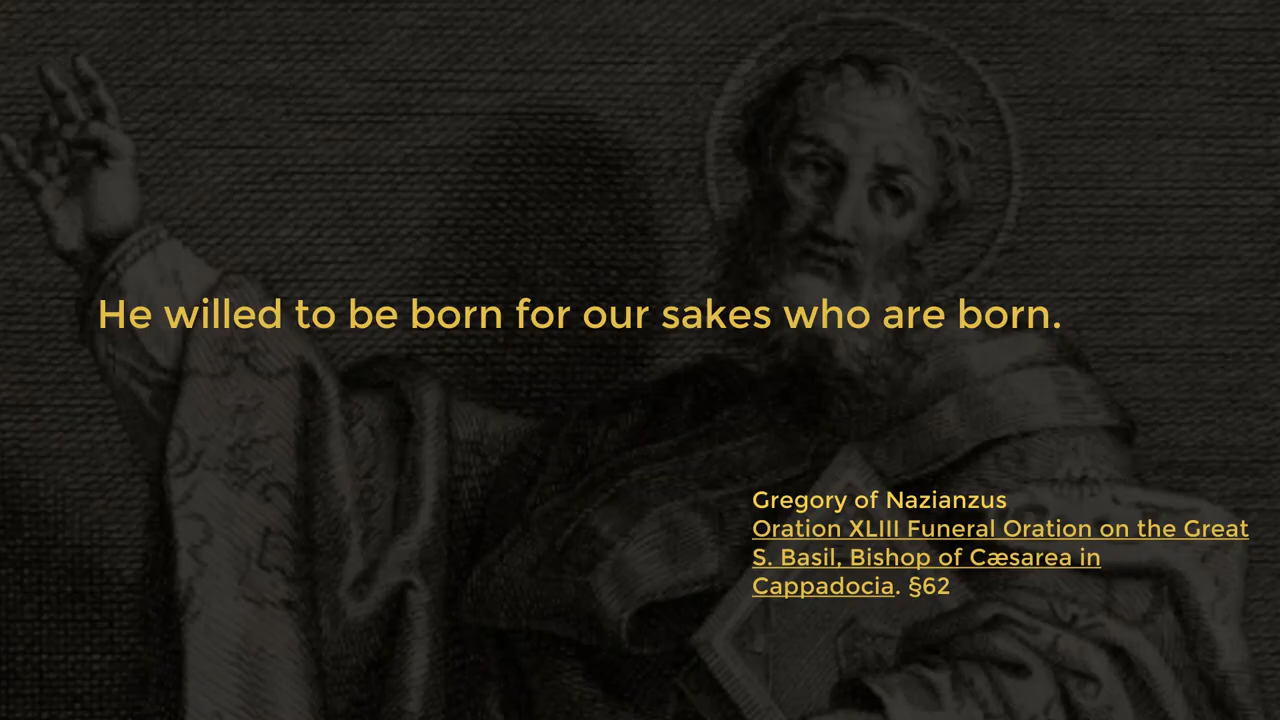 He willed to be born for our sakes who are born.
Gregory of Nazianzus
Oration XLIII Funeral Oration on the Great
S. Basil, Bishop of Cæsarea in
Cappadocia. §62